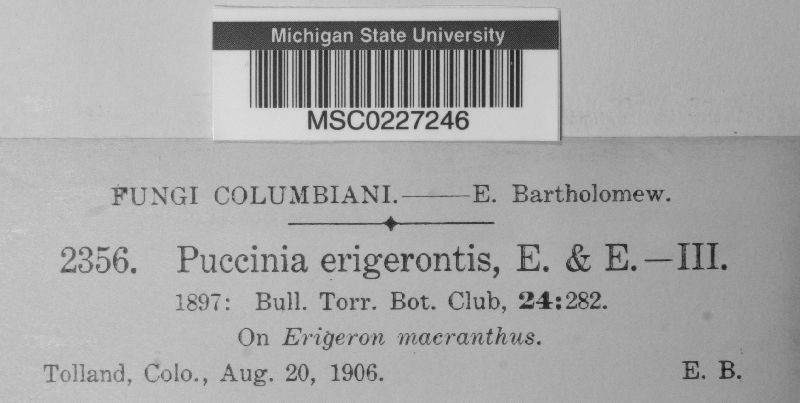 Michigan State University
MSC0227246
FUNGI COLUMBIANI.——E. Bartholomew.
2356. Puccinia erigerontis, E. & E.—III.
1897: Bull. Torr. Bot. Club, 24:282.
On Erigeron macranthus.
Tolland, Colo., Aug. 20, 1906. E. B.